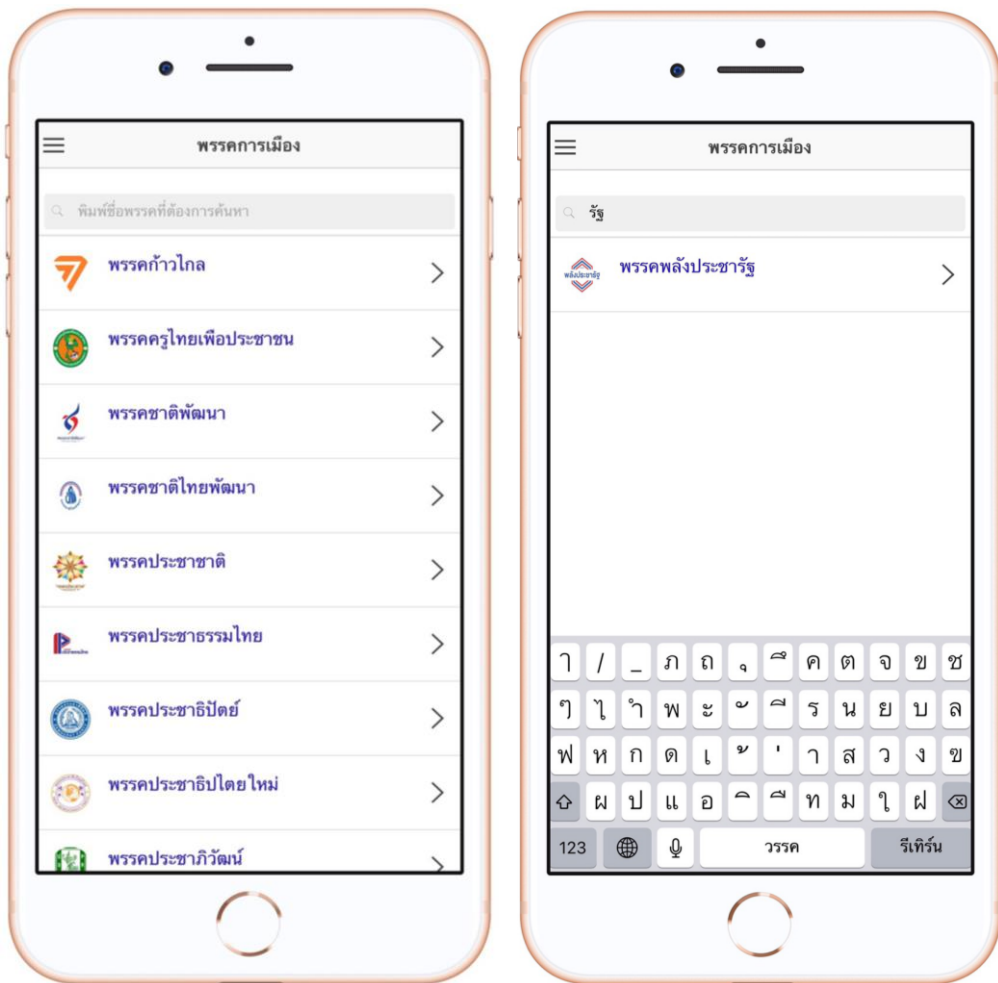 พรรคการเมือง
พิมพ์ชื่อพรรคที่ต้องการค้นหา
พรรคก้าวไกล
พรรคครูไทยเพื่อประชาชน
พรรคชาติพัฒนา
พรรคชาติไทยพัฒนา
พรรคประชาชาติ
พรรคประชาธรรมไทย
พรรคประชาธิปัตย์
พรรคประชาธิปไตยใหม่
พรรคประชาภิวัฒน์
พรรคการเมือง
รัฐ
พลังประชารัฐ
พรรคพลังประชารัฐ
ๅ / _ ภ ถ ุ ึ ค ต จ ข ช
ๆ ไ ำ พ ะ ั ี ร น ย บ ล
ฟ ห ก ด เ ้ ่ า ส ว ง ฃ
ผ ป แ อ ิ ื ท ม ใ ฝ
123 วรรค รีเทิร์น